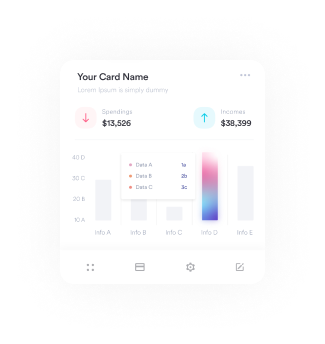 Your Card Name
Lorem Ipsum is simply dummy
Spendings
$13,526
Incomes
$38,399
40 D
30 C
20 B
10 A
Data A 1a
Data B 2b
Data C 3c
Info A Info B Info C Info D Info E